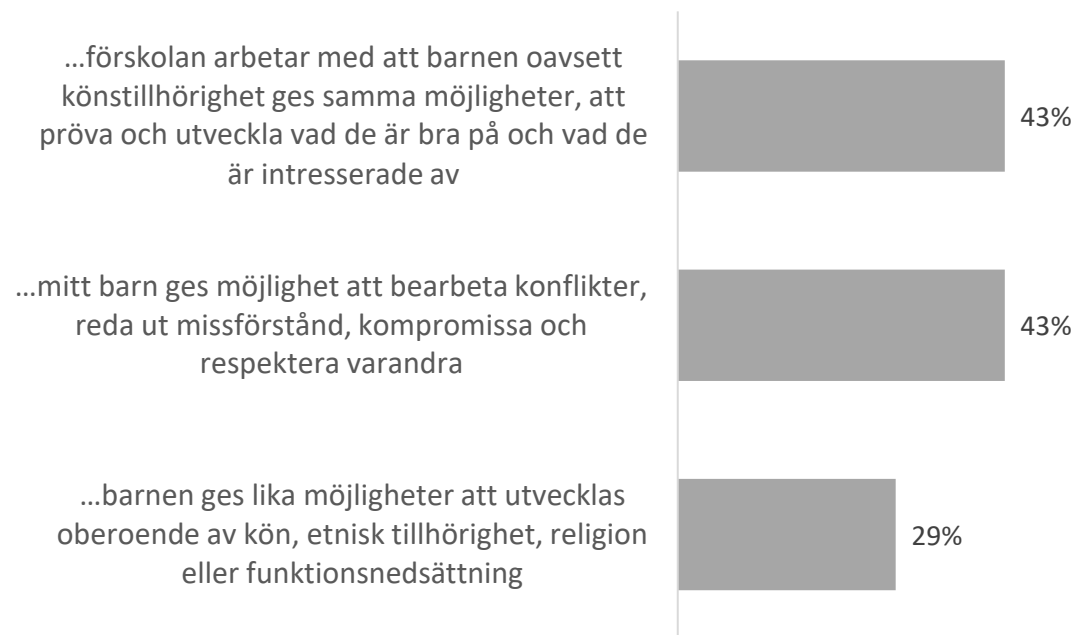 ...förskolan arbetar med att barnen oavsett
könstillhörighet ges samma möjligheter, att
pröva och utveckla vad de är bra på och vad de
är intresserade av
43%
...mitt barn ges möjlighet att bearbeta konflikter,
reda ut missförstånd, kompromissa och
respektera varandra
43%
...barnen ges lika möjligheter att utvecklas
oberoende av kön, etnisk tillhörighet, religion
eller funktionsnedsättning
29%